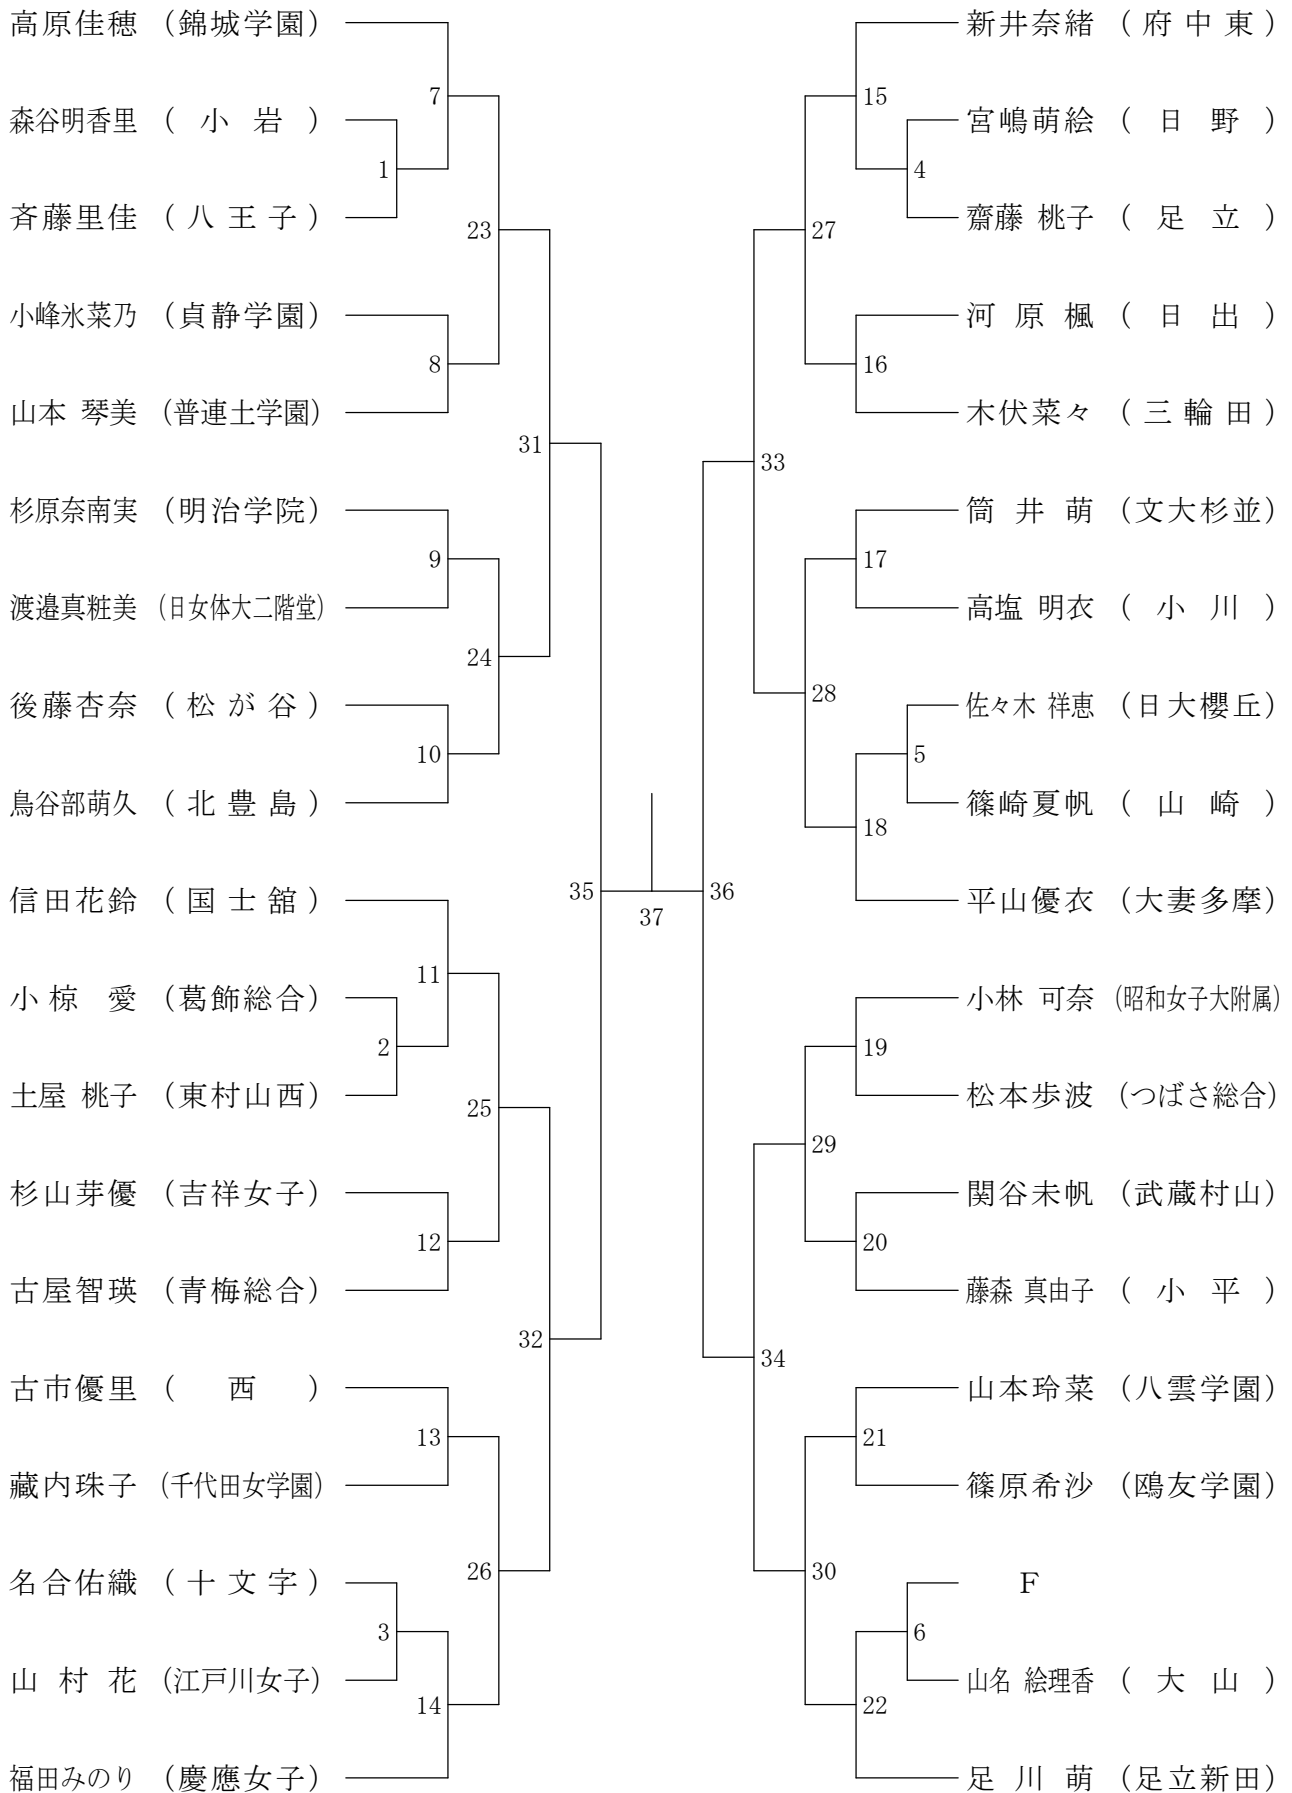 高原佳穂 (錦城学園)
森谷明香里 (小岩)
斉藤里佳 (八王子)
小峰氷菜乃 (貞静学園)
山本 琴美 (普連土学園)
杉原奈南実 (明治学院)
渡邉真粧美 (日女体大二階堂)
後藤杏奈 (松が谷)
鳥谷部萌久 (北豊島)
信田花鈴 (国士舘)
小椋 愛 (葛飾総合)
土屋 桃子 (東村山西)
杉山芽優 (吉祥女子)
古屋智瑛 (青梅総合)
古市優里 (西)
藏内珠子 (千代田女学園)
名合佑織 (十文字)
山村花 (江戸川女子)
福田みのり (慶應女子)
7
1
23
8
31
9
24
10
35
11
2
25
12
32
13
26
3
14
37
15
4
27
16
33
17
28
5
18
36
19
29
20
34
21
30
6
22
新井奈緒 (府中東)
宮嶋萌絵 (日野)
齋藤 桃子 (足立)
河原楓 (日出)
木伏菜々 (三輪田)
筒井萌 (文大杉並)
高塩 明衣 (小川)
佐々木 祥恵 (日大櫻丘)
篠崎夏帆 (山崎)
平山優衣 (大妻多摩)
小林 可奈 (昭和女子大附属)
松本歩波 (つばさ総合)
関谷未帆 (武蔵村山)
藤森 真由子 (小平)
山本玲菜 (八雲学園)
篠原希沙 (鴎友学園)
F
山名 絵理香 (大山)
足川萌 (足立新田)